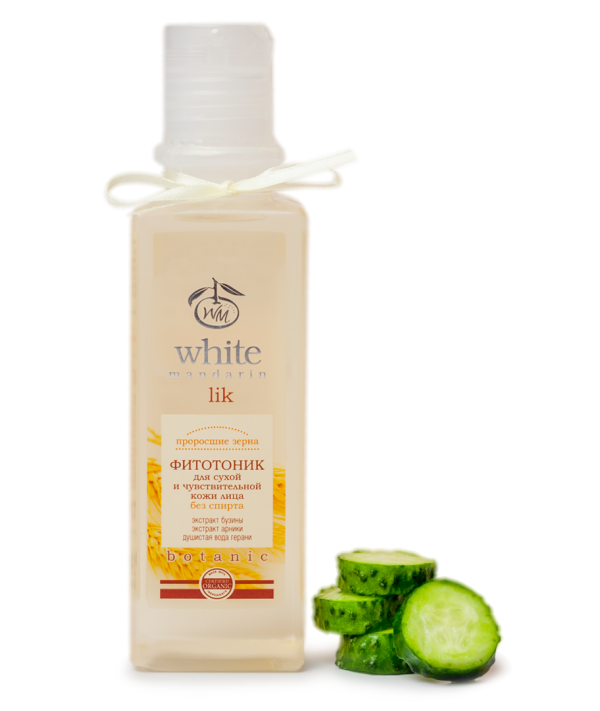 WM
white
mandarin
lik
проросшие зерна
ФИТОТОНИК
для сухой
и чувствительной
кожи лица
без спирта
экстракт бузины
экстракт арники
душистая вода герани
botanic
CERTIFIED
ORGANIC